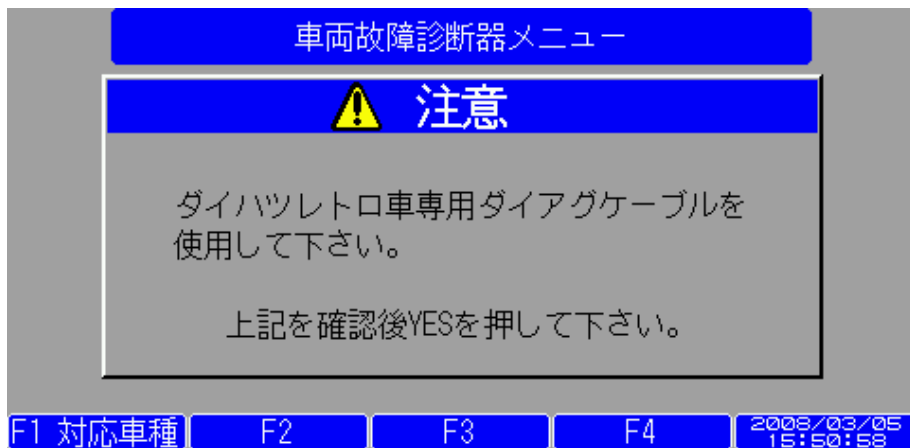 車両故障診断器メニュー
注意
ダイハツレトロ車専用ダイアグケーブルを
使用して下さい。
上記を確認後YESを押して下さい。
F1 対応車種
F2
F3
F4
2008/03/05
15:50:58